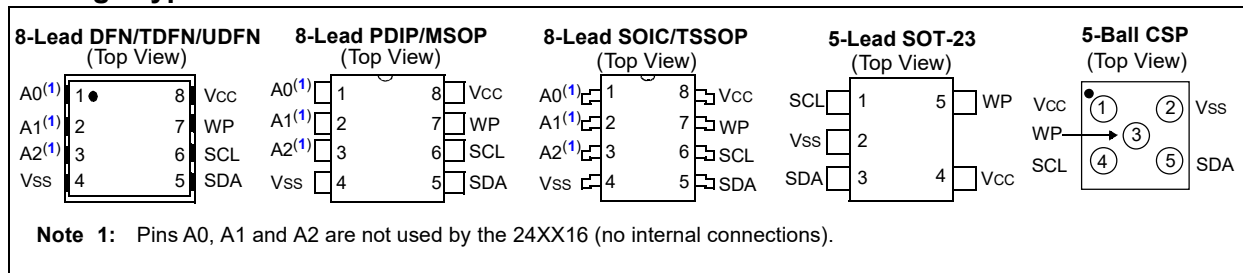 8-Lead DFN/TDFN/UDFN
(Top View)
A0(1) 1 8 VCC
A1(1) 2 7 WP
A2(1) 3 6 SCL
VSS 4 5 SDA
8-Lead PDIP/MSOP
(Top View)
A0(1) 1 8 VCC
A1(1) 2 7 WP
A2(1) 3 6 SCL
VSS 4 5 SDA
8-Lead SOIC/TSSOP
(Top View)
A0(1) 1 8 VCC
A1(1) 2 7 WP
A2(1) 3 6 SCL
VSS 4 5 SDA
5-Lead SOT-23
(Top View)
SCL 1 5 WP
VSS 2
SDA 3 4 VCC
5-Ball CSP
(Top View)
VCC 1 2 VSS
WP 3
SCL 4 5 SDA
Note 1: Pins A0, A1 and A2 are not used by the 24XX16 (no internal connections).